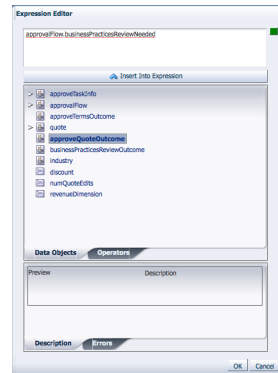 Expression Editor
approvalFlow.businessPracticesReviewNeeded
Insert Into Expression
> approveTaskInfo
> approvalFlow
approveTermsOutcome
> quote
approveQuoteOutcome
businessPracticesReviewOutcome
industry
discount
numQuoteEdits
revenueDimension
Data Objects Operators
Preview Description
Description Errors
OK Cancel